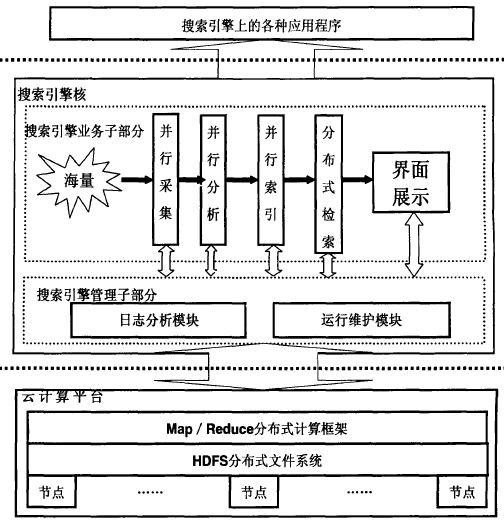 搜索引擎上的各种应用程序
搜索引擎核
搜索引擎业务子部分
海量
并行采集
并行分析
并行索引
分布式检索
界面
展示
搜索引擎管理子部分
日志分析模块
运行维护模块
云计算平台
Map / Reduce分布式计算框架
HDFS分布式文件系统
节点 …… 节点 …… 节点